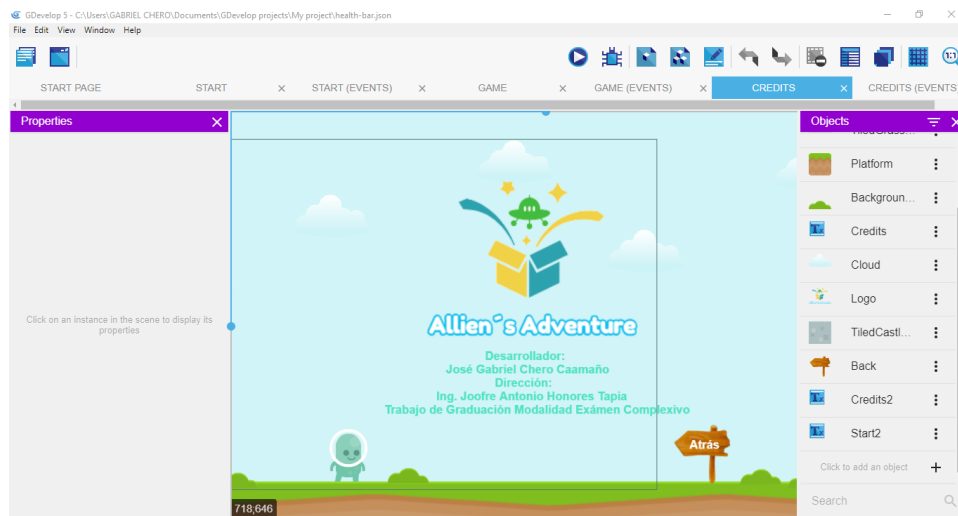 GDevelop 5 - C:\Users\GABRIEL CHERO\Documents\GDevelop projects\My project\health-bar.json
File Edit View Window Help
1:1
START PAGE START START (EVENTS) GAME GAME (EVENTS) CREDITS CREDITS (EVENTS
Properties
Objects
Platform
Backgroun...
Credits
Cloud
Logo
TiledCastl...
Back
Credits2
Start2
Click to add an object
Search
Click on an instance in the scene to display its
properties
Allien´s Adventure
Desarrollador:
José Gabriel Chero Caamaño
Dirección:
Ing. Joofre Antonio Honores Tapia
Trabajo de Graduación Modalidad Exámen Complexivo
Atrás
718;646